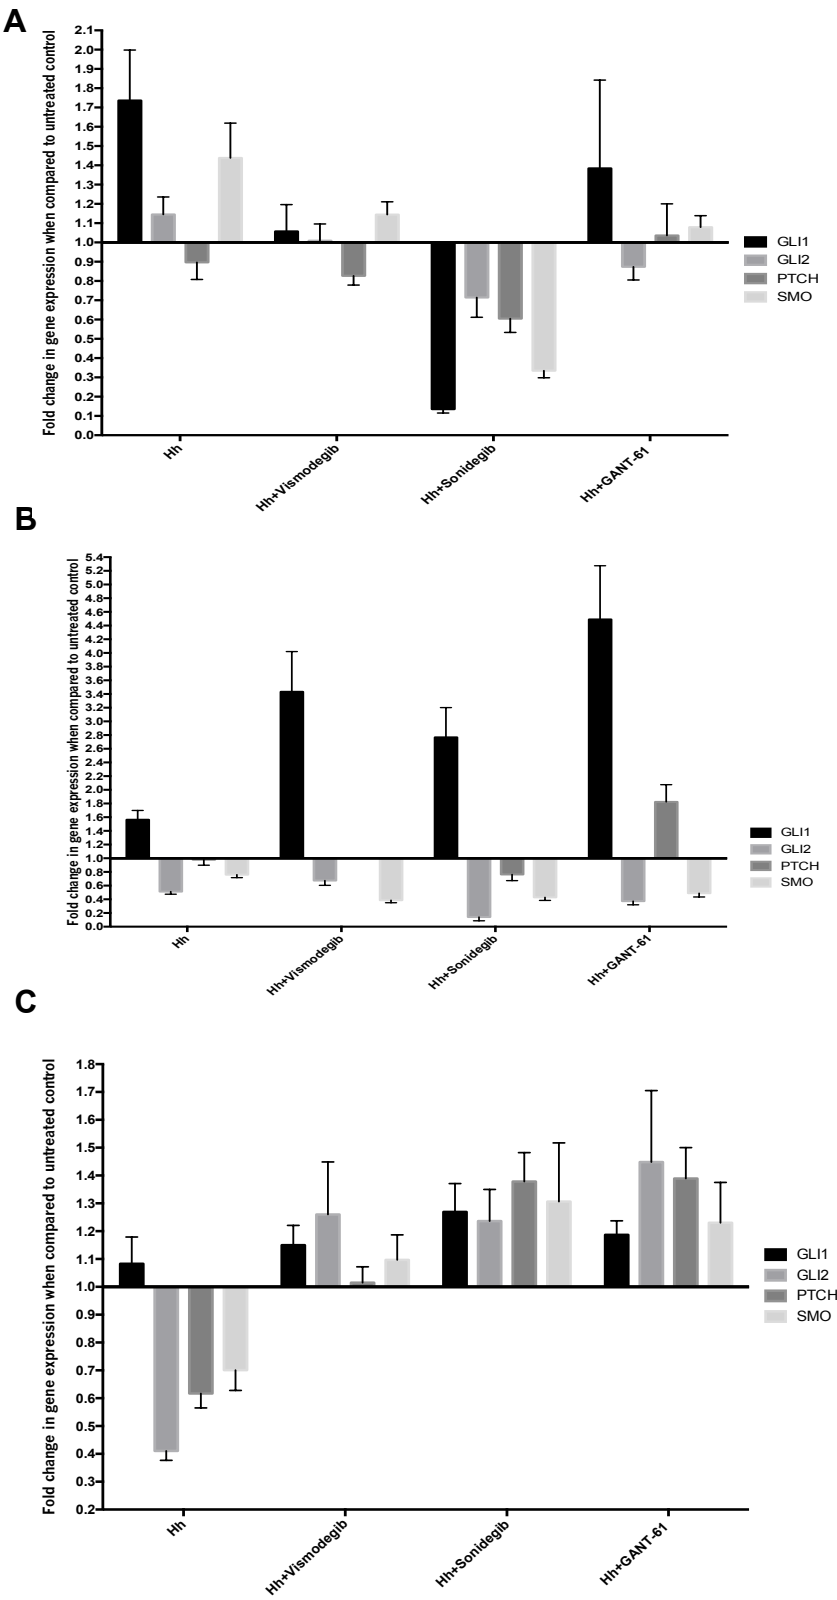 A
Fold change in gene expression when compared to untreated control
2.1
2.0
1.9
1.8
1.7
1.6
1.5
1.4
1.3
1.2
1.1
1.0
0.9
0.8
0.7
0.6
0.5
0.4
0.3
0.2
0.1
0.0
Hh
Hh+Vismodegib
Hh+Sonidegib
Hh+GANT-61
GLI1
GLI2
PTCH
SMO
B
Fold change in gene expression when compared to untreated control
5.4
5.2
5.0
4.8
4.6
4.4
4.2
4.0
3.8
3.6
3.4
3.2
3.0
2.8
2.6
2.4
2.2
2.0
1.8
1.6
1.4
1.2
1.0
0.8
0.6
0.4
0.2
0.0
Hh
Hh+Vismodegib
Hh+Sonidegib
Hh+GANT-61
GLI1
GLI2
PTCH
SMO
C
Fold change in gene expression when compared to untreated control
1.8
1.7
1.6
1.5
1.4
1.3
1.2
1.1
1.0
0.9
0.8
0.7
0.6
0.5
0.4
0.3
0.2
Hh
Hh+Vismodegib
Hh+Sonidegib
Hh+GANT-61
GLI1
GLI2
PTCH
SMO